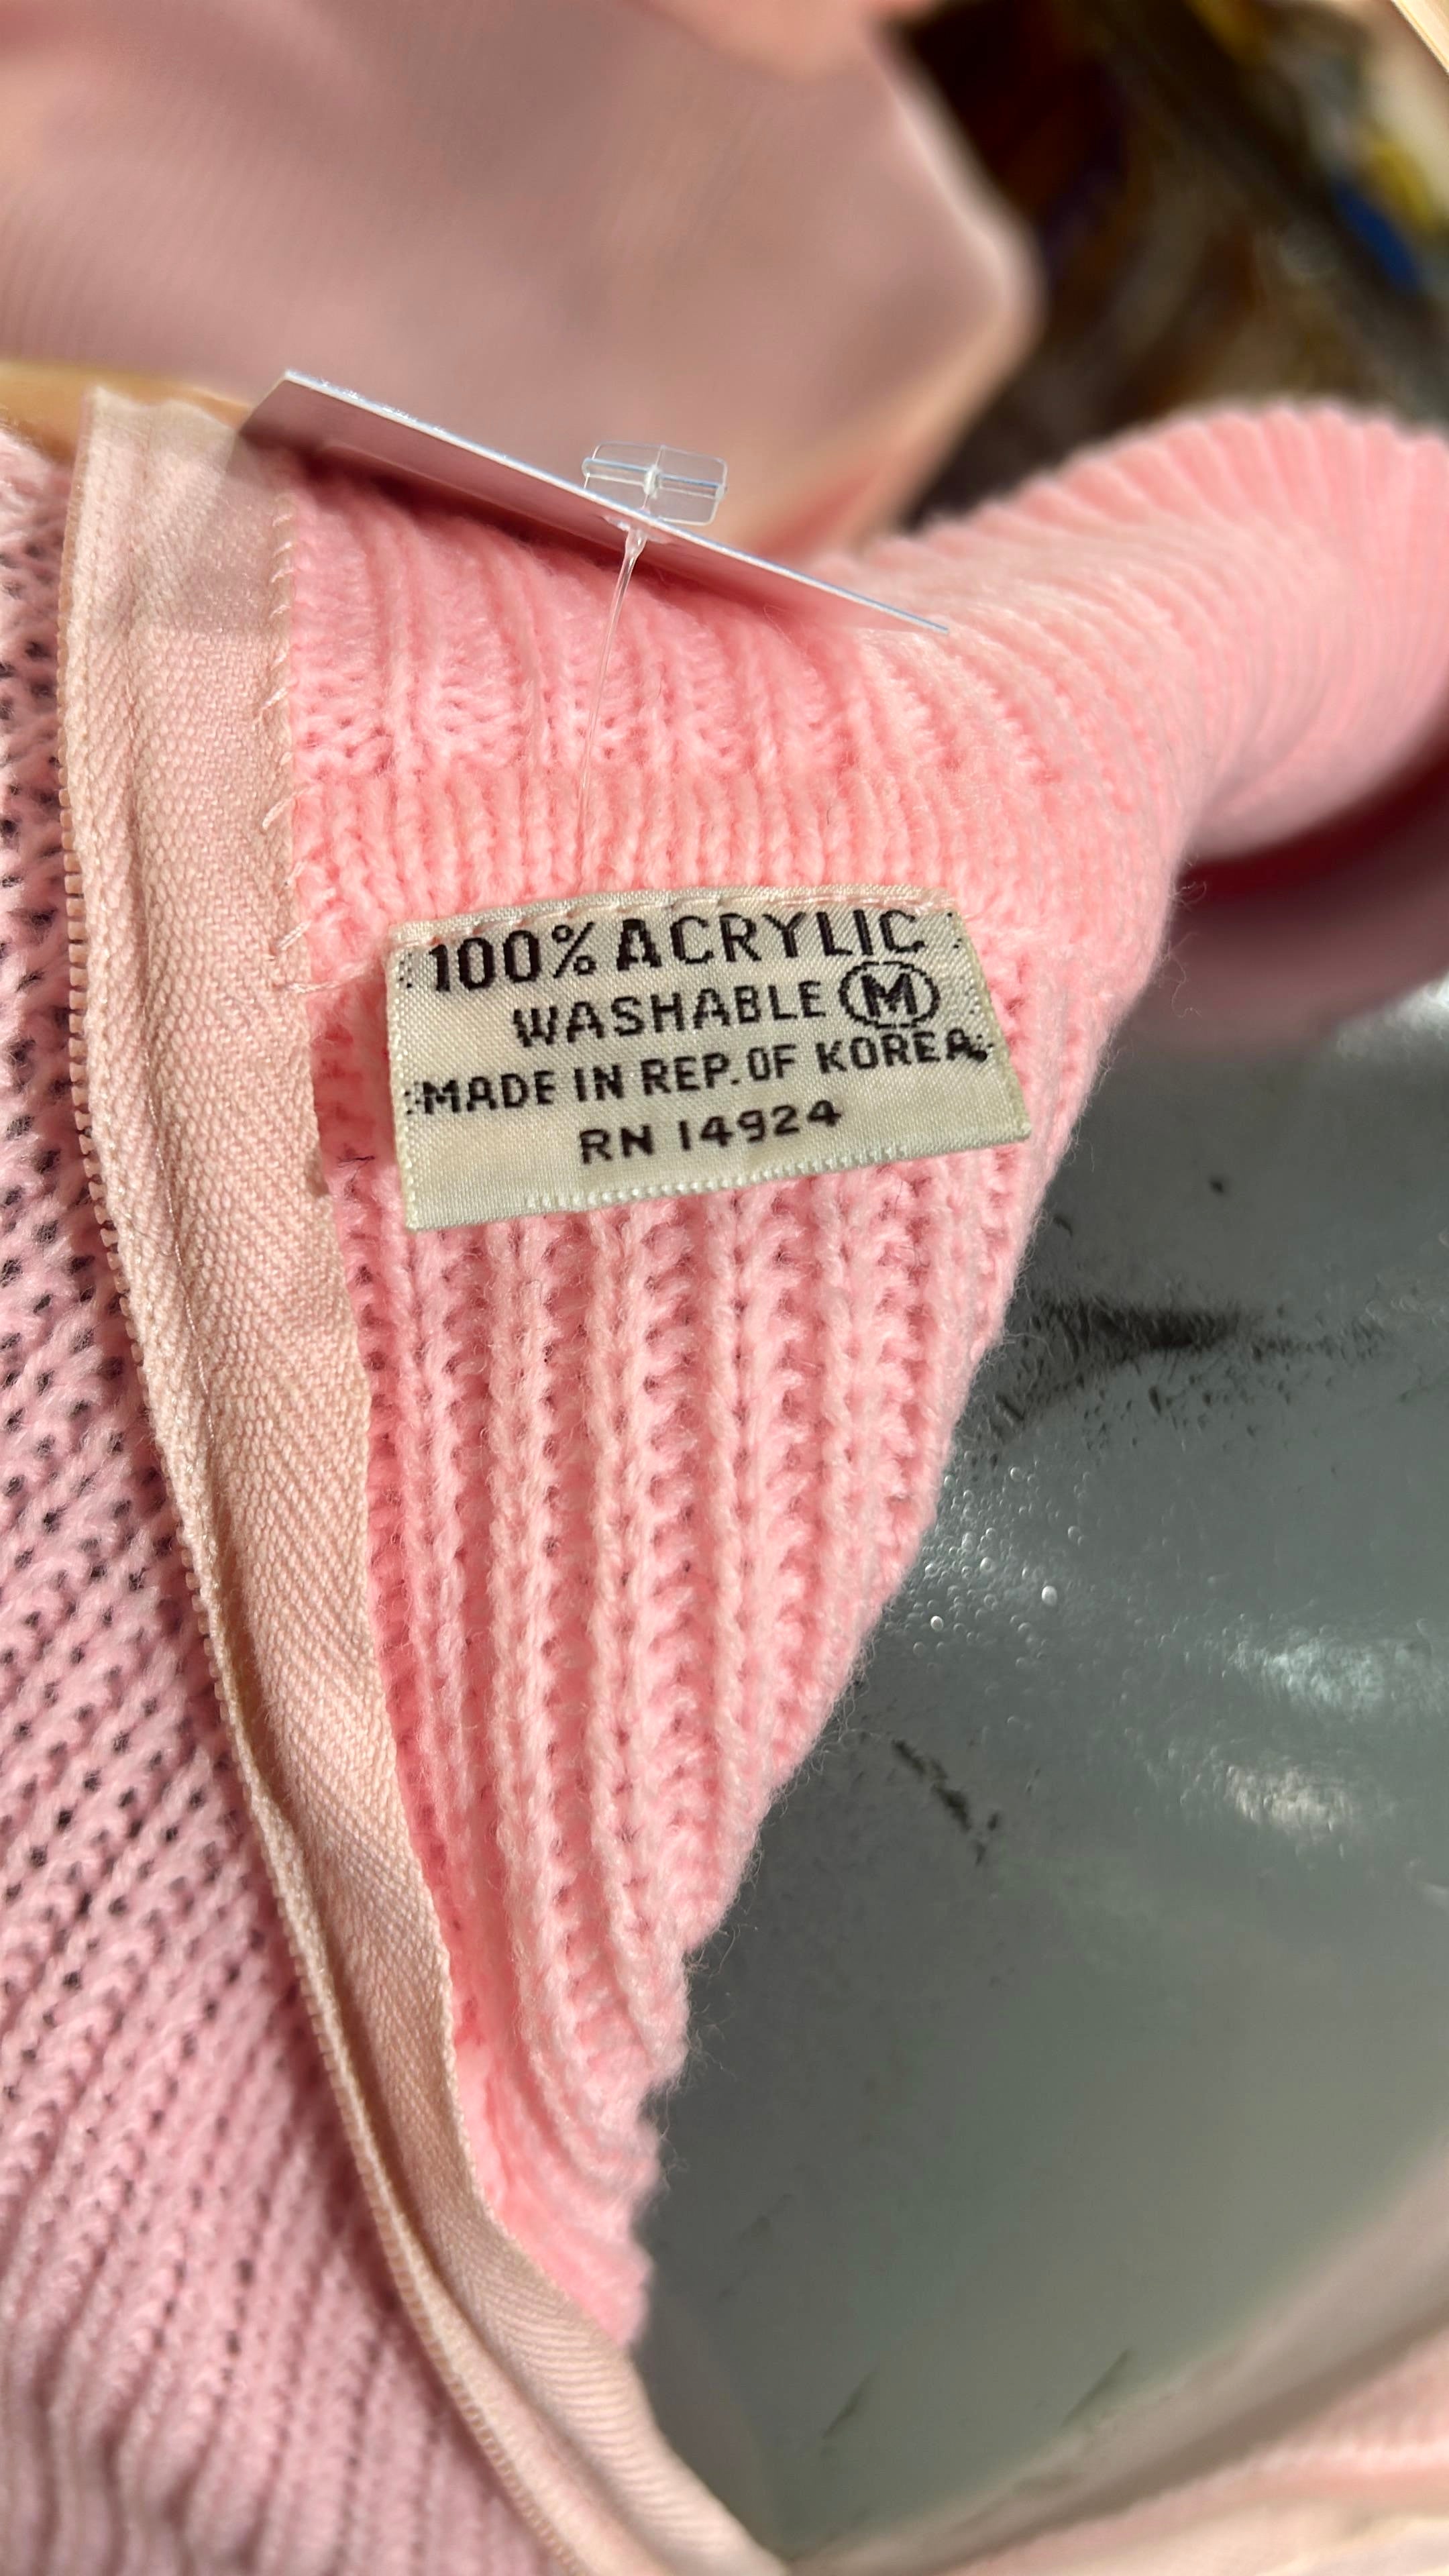 100% ACRYLIC
WASHABLE M
MADE IN REP. OF KOREA
RN 14924